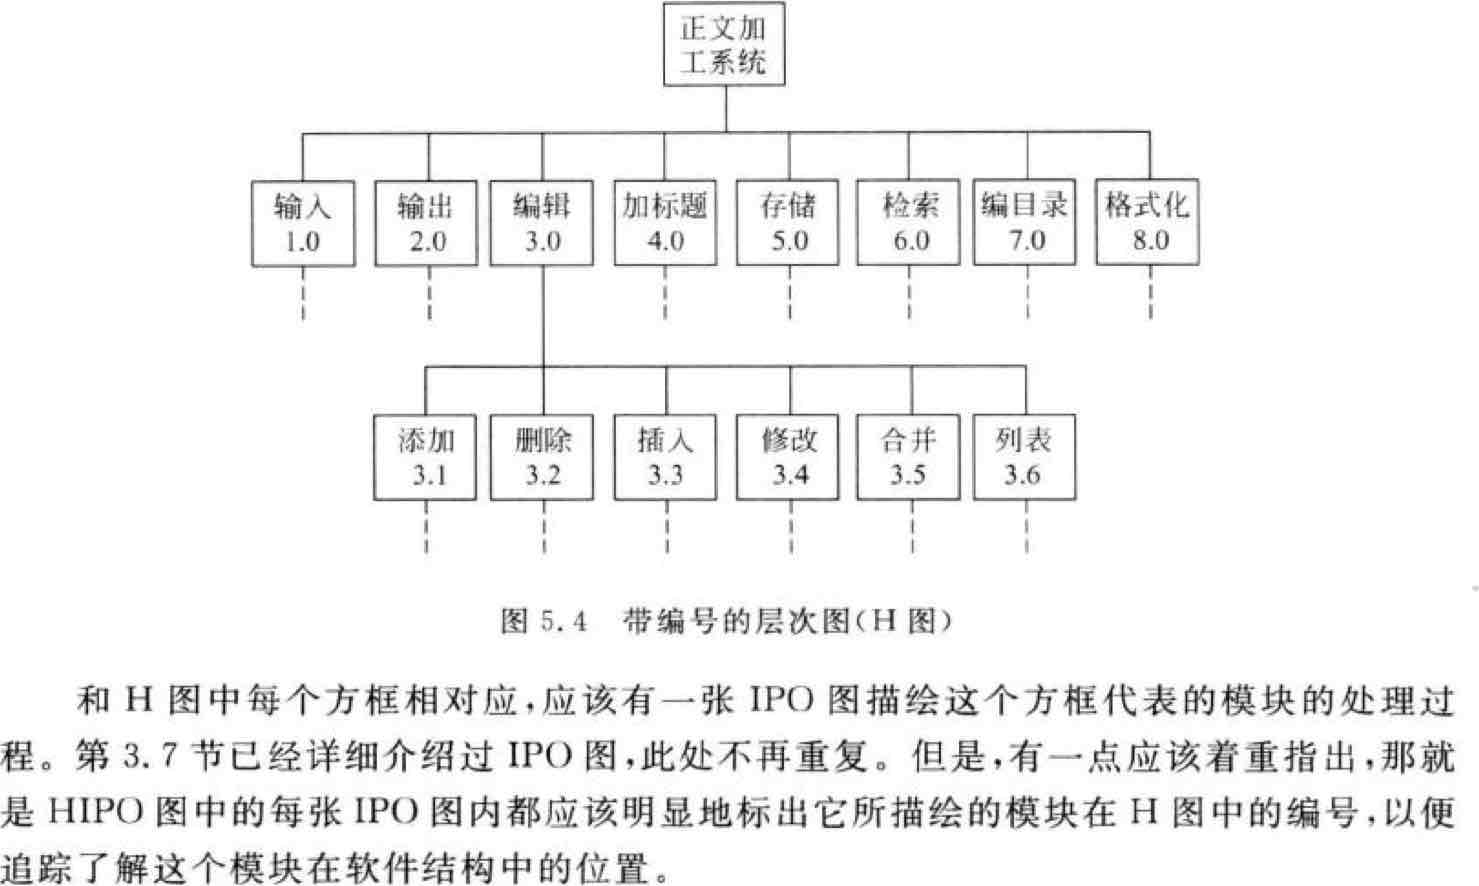 正文加
工系统
输入 输出 编辑 加标题 存储 检索 编目录 格式化
1.0 2.0 3.0 4.0 5.0 6.0 7.0 8.0
添加 删除 插入 修改 合并 列表
3.1 3.2 3.3 3.4 3.5 3.6
图 5.4 带编号的层次图(H 图)
和 H 图中每个方框相对应,应该有一张 IPO 图描绘这个方框代表的模块的处理过
程。第 3.7 节已经详细介绍过 IPO 图,此处不再重复。但是,有一点应该着重指出,那就
是 HIPO 图中的每张 IPO 图内都应该明显地标出它所描绘的模块在 H 图中的编号,以便
追踪了解这个模块在软件结构中的位置。